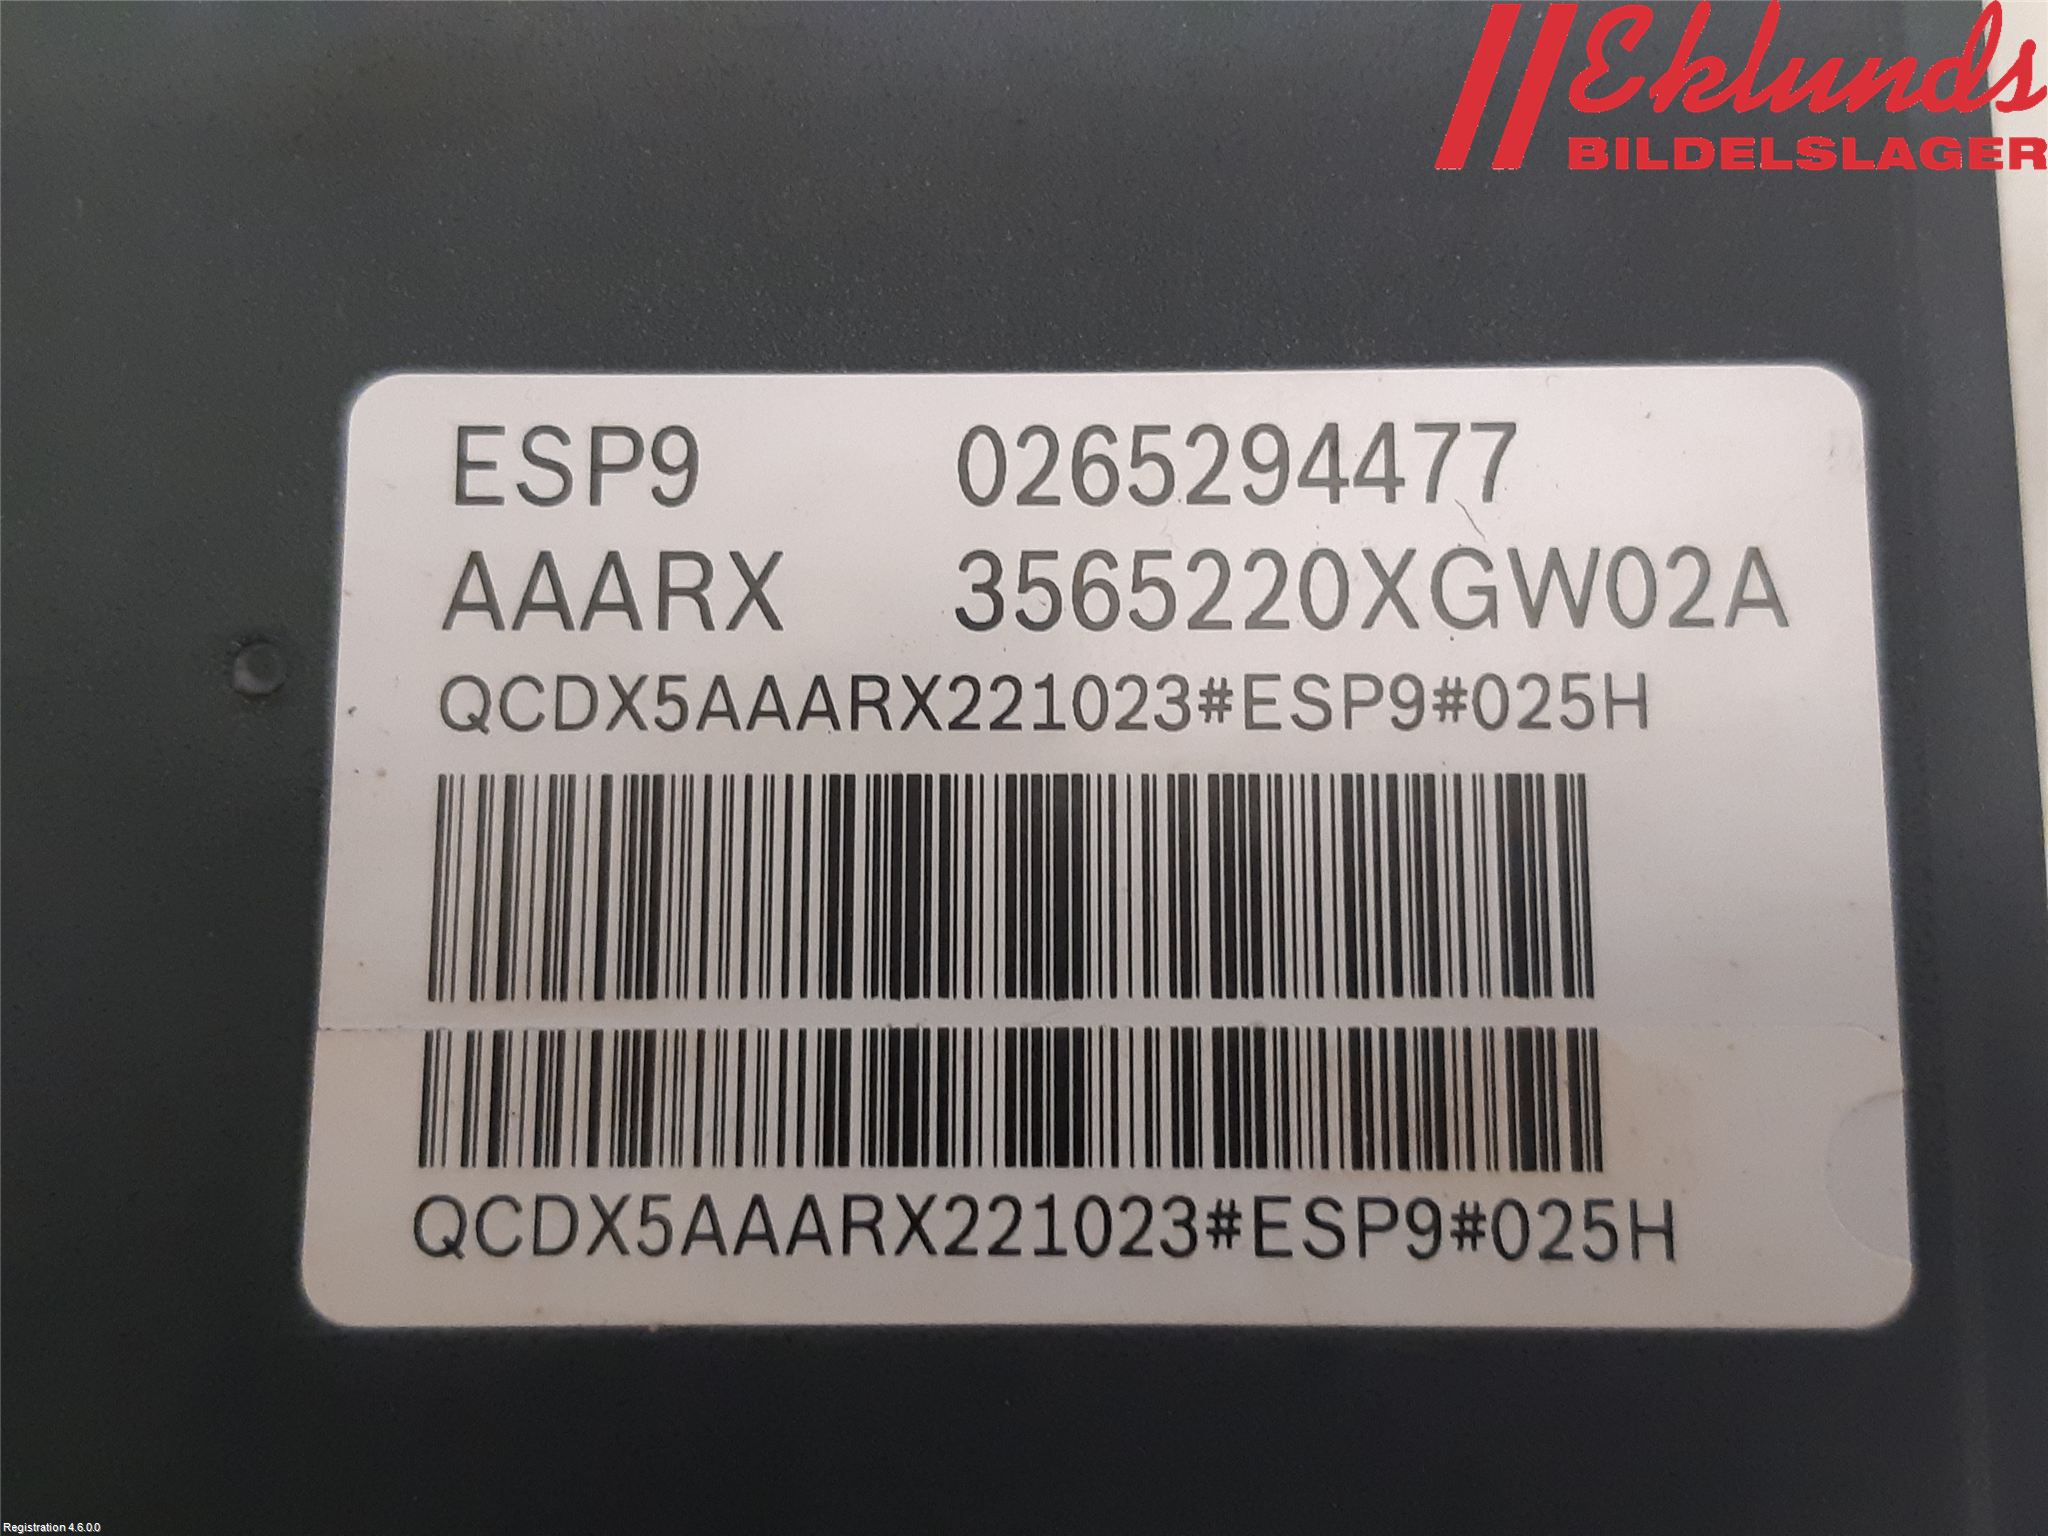 Eklunds
BILDELSLAGER
ESP9 0265294477
AAARX 3565220XGW02A
QCDX5AAARX221023#ESP9#025H
QCDX5AAARX221023#ESP9#025H
Registration 4.6.0.0